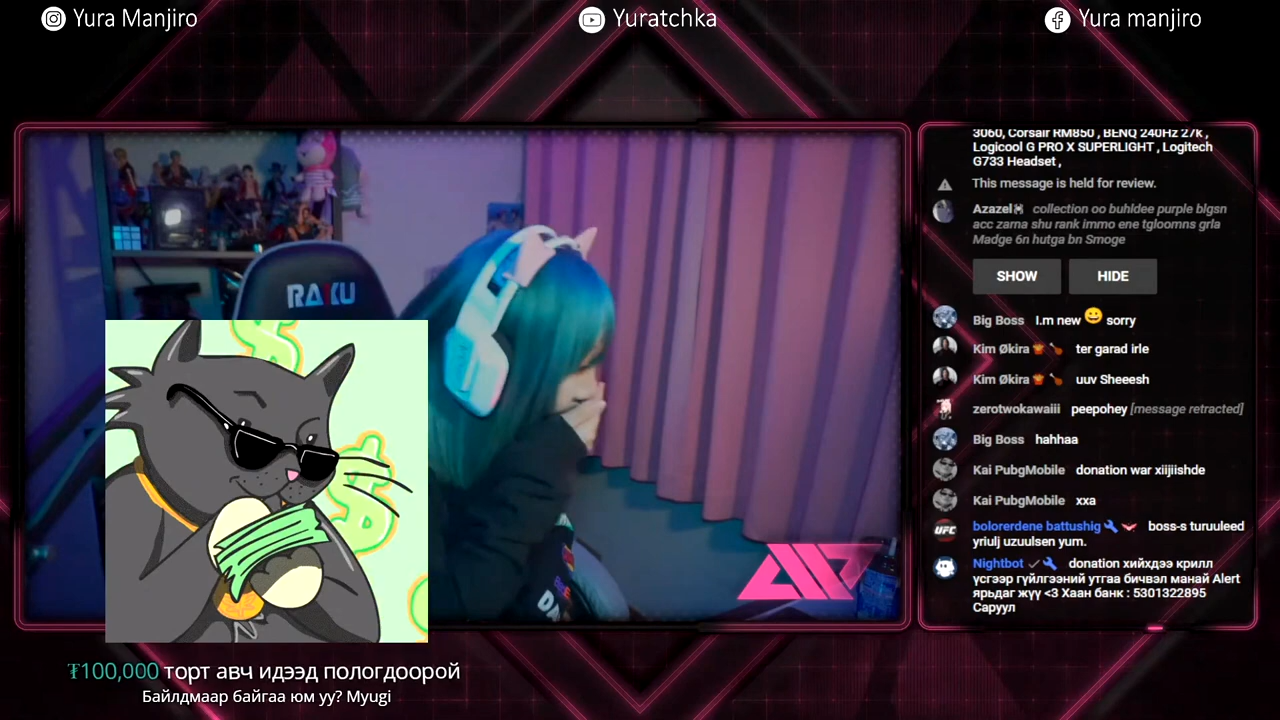 Yura Manjiro
Yuratchka
Yura manjiro
RAKU
3060, Corsair RM850 , BENQ 240Hz 27k ,
Logicool G PRO X SUPERLIGHT , Logitech
G733 Headset ,
This message is held for review.
Azazel collection oo buhldee purple blgsn
acc zarna shu rank immo ene tgloomns grla
Madge 6n hutga bn Smoge
SHOW
HIDE
Big Boss I.m new 😀 sorry
Kim Økira ter garad irle
Kim Økira uuv Sheeesh
zerotwokawaiii peepohey [message retracted]
Big Boss hahhaa
Kai PubgMobile donation war xiijiishde
Kai PubgMobile xxa
UFC
bolorerdene battushig boss-s turuuleed
yriulj uzuulsen yum.
Nightbot donation хийхдээ крилл
үсгээр гүйлгээний утгаа бичвэл манай Alert
ярьдаг жүү <3 Хаан банк : 5301322895
Саруул
₮100,000 торт авч идээд пологдоорой
Байлдмаар байгаа юм уу? Myugi